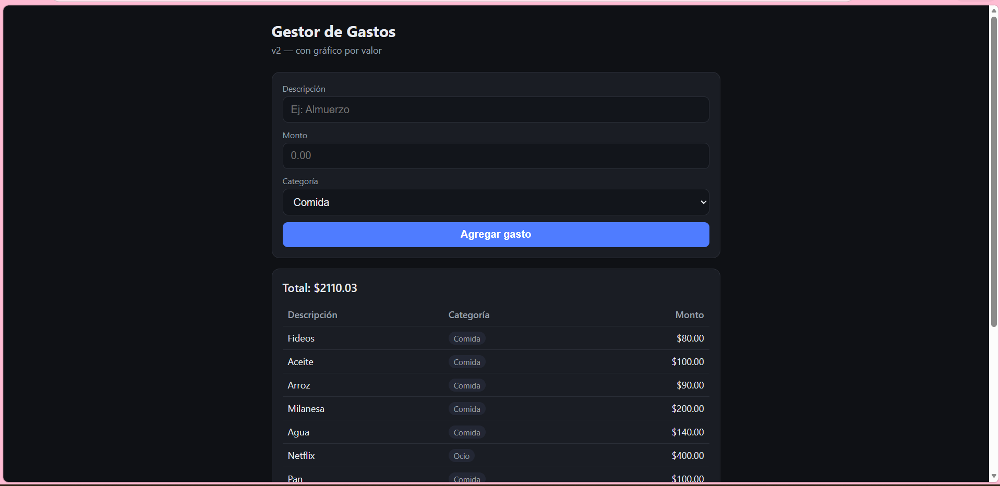 Gestor de Gastos
v2 — con gráfico por valor
Descripción
Ej: Almuerzo
Monto
0.00
Categoría
Comida
Agregar gasto
Total: $2110.03
Descripción Categoría Monto
Fideos Comida $80.00
Aceite Comida $100.00
Arroz Comida $90.00
Milanesa Comida $200.00
Agua Comida $140.00
Netflix Ocio $400.00
Pan Comida $100.00